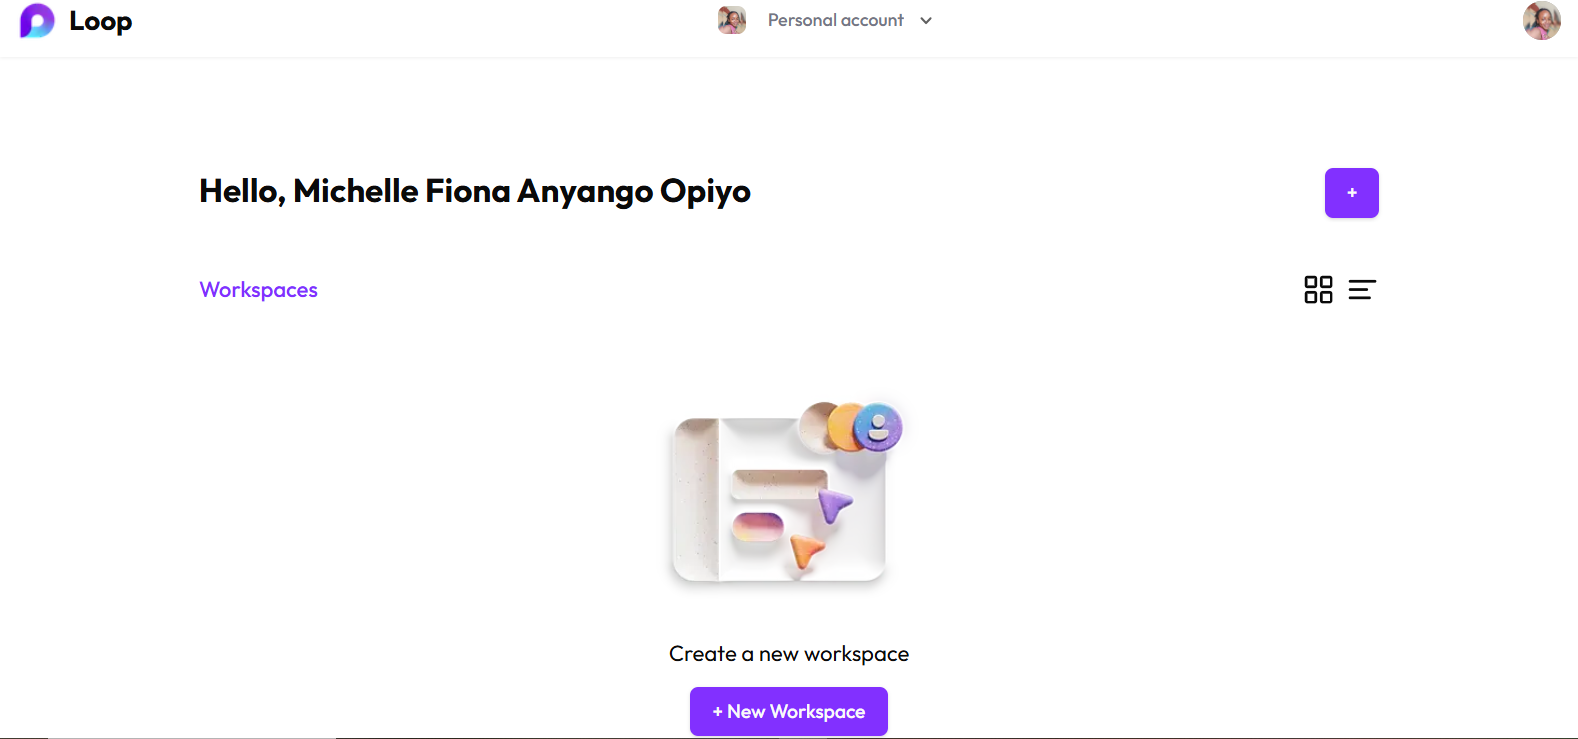 Loop
Personal account
Hello, Michelle Fiona Anyango Opiyo
+
Workspaces
Create a new workspace
+ New Workspace